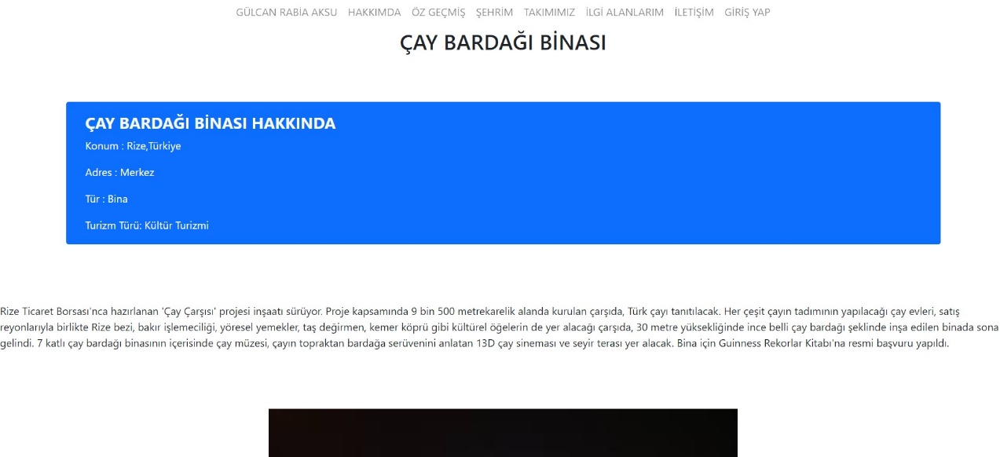 GÜLCAN RABİA AKSU HAKKIMDA ÖZ GEÇMİŞ ŞEHRİM TAKIMIMIZ İLGİ ALANLARIM İLETİŞİM GİRİŞ YAP
ÇAY BARDAĞI BİNASI
ÇAY BARDAĞI BİNASI HAKKINDA
Konum : Rize,Türkiye
Adres : Merkez
Tür : Bina
Turizm Türü: Kültür Turizmi
Rize Ticaret Borsası'nca hazırlanan 'Çay Çarşısı' projesi inşaatı sürüyor. Proje kapsamında 9 bin 500 metrekarelik alanda kurulan çarşıda, Türk çayı tanıtılacak. Her çeşit çayın tadımının yapılacağı çay evleri, satış
reyonlarıyla birlikte Rize bezi, bakır işlemeciliği, yöresel yemekler, taş değirmen, kemer köprü gibi kültürel öğelerin de yer alacağı çarşıda, 30 metre yüksekliğinde ince belli çay bardağı şeklinde inşa edilen binada sona
gelindi. 7 katlı çay bardağı binasının içerisinde çay müzesi, çayın topraktan bardağa serüvenini anlatan 13D çay sineması ve seyir terası yer alacak. Bina için Guinness Rekorlar Kitabı'na resmi başvuru yapıldı.